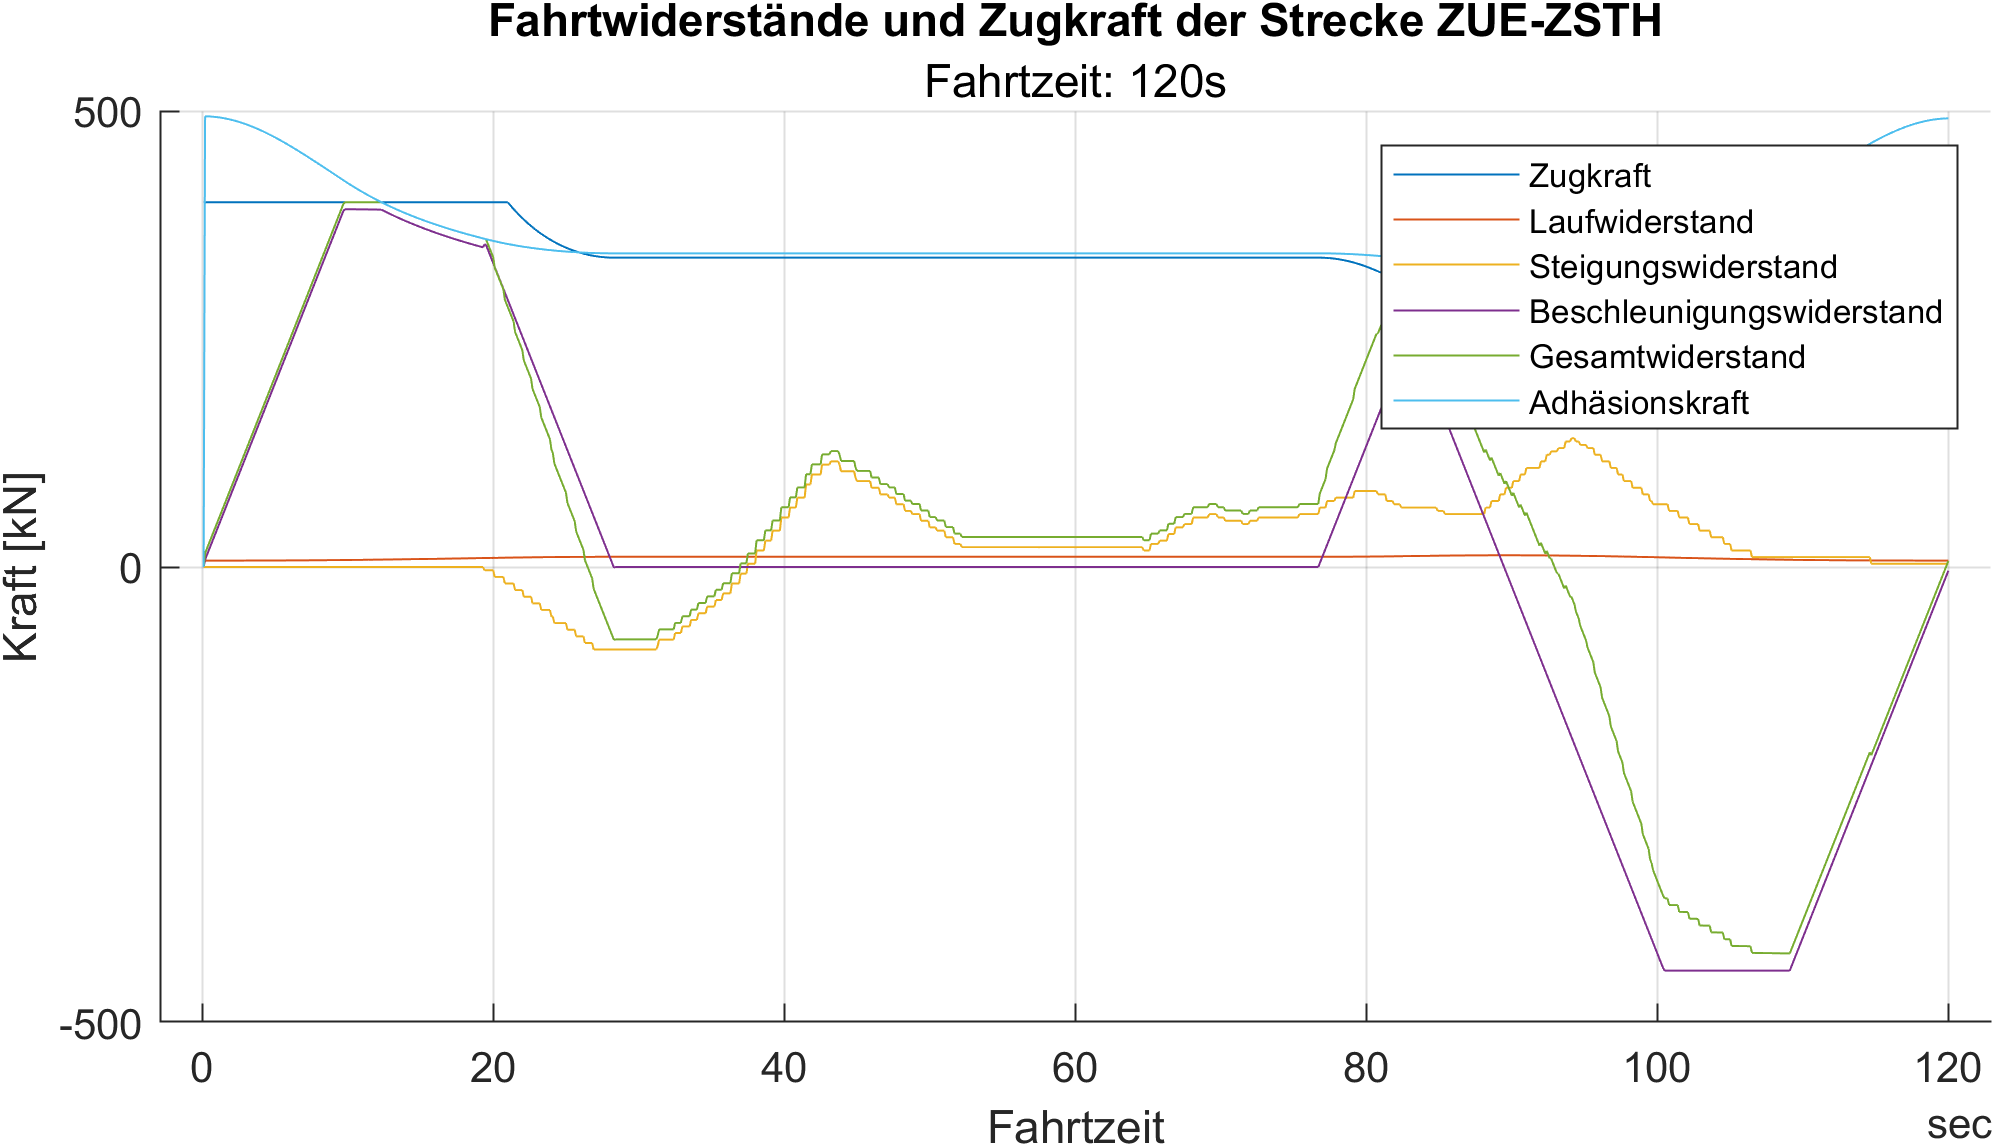 Fahrtwiderstände und Zugkraft der Strecke ZUE-ZSTH
Fahrtzeit: 120s
500
0
-500
Kraft [kN]
Zugkraft
Laufwiderstand
Steigungswiderstand
Beschleunigungswiderstand
Gesamtwiderstand
Adhäsionskraft
0 20 40 60 80 100 120
sec
Fahrtzeit